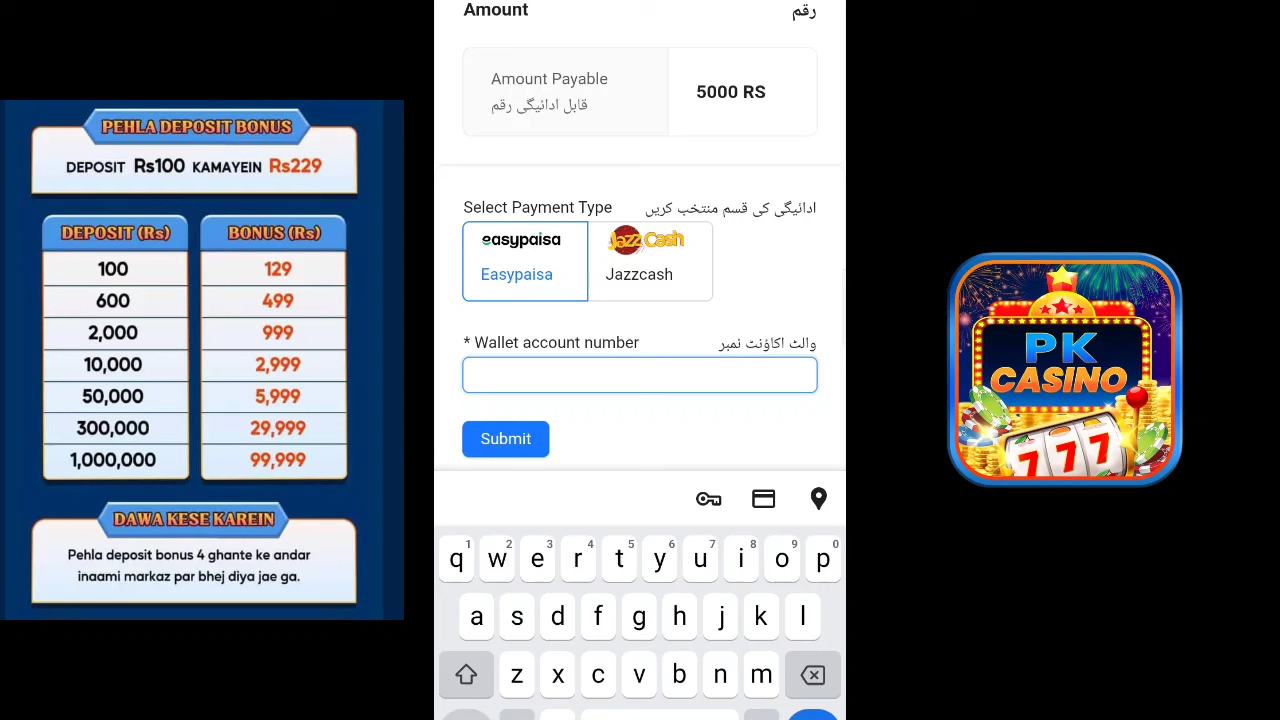 PEHLA DEPOSIT BONUS
DEPOSIT Rs100 KAMAYEIN Rs229
DEPOSIT (Rs) BONUS (Rs)
100 129
600 499
2,000 999
10,000 2,999
50,000 5,999
300,000 29,999
1,000,000 99,999
DAWA KESE KAREIN
Pehla deposit bonus 4 ghante ke andar
inaami markaz par bhej diya jae ga.
Amount رقم
Amount Payable
قابل ادائیگی رقم
5000 RS
Select Payment Type ادائیگی کی قسم منتخب کریں
easypaisa JazzCash
Easypaisa Jazzcash
* Wallet account number والٹ اکاؤنٹ نمبر
Submit
1 2 3 4 5 6 7 8 9 0
q w e r t y u i o p
a s d f g h j k l
z x c v b n m
PK
CASINO
777